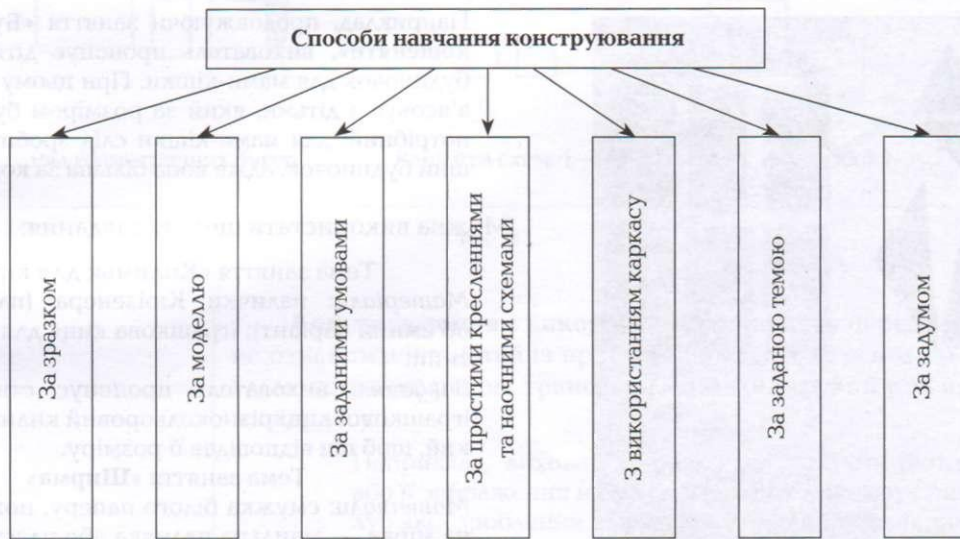 Способи навчання конструювання
За зразком
За моделлю
За заданими умовами
За простими кресленнями
та наочними схемами
З використанням каркасу
За заданою темою
За задумом